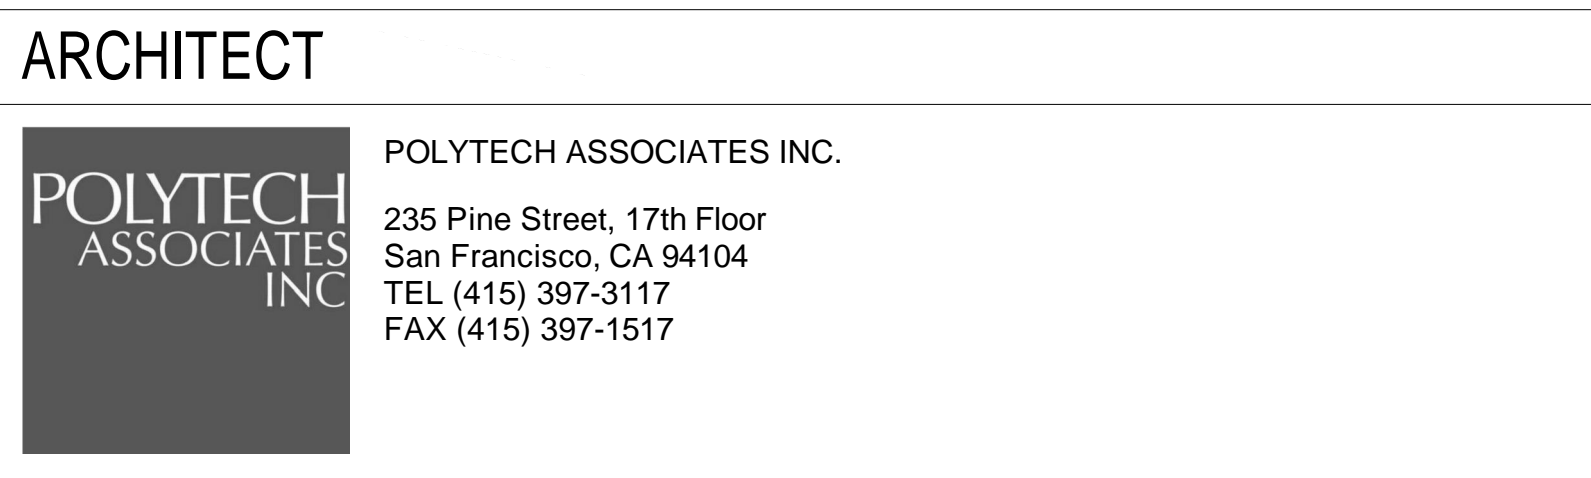 ARCHITECT
POLYTECH
ASSOCIATES
INC
POLYTECH ASSOCIATES INC.
235 Pine Street, 17th Floor
San Francisco, CA 94104
TEL (415) 397-3117
FAX (415) 397-1517